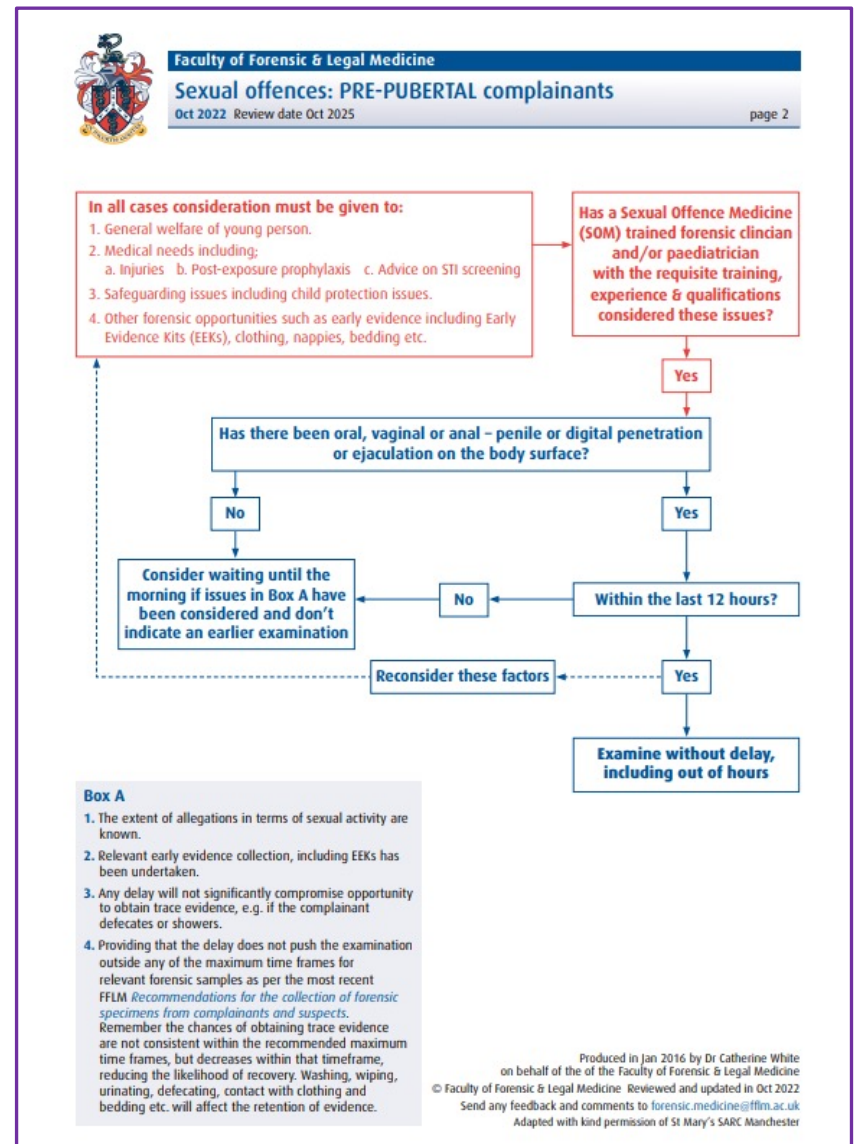 Faculty of Forensic & Legal Medicine
Sexual offences: PRE-PUBERTAL complainants
Oct 2022 Review date Oct 2025
page 2
In all cases consideration must be given to:
1. General welfare of young person.
2. Medical needs including;
a. Injuries b. Post-exposure prophylaxis c. Advice on STI screening
3. Safeguarding issues including child protection issues.
4. Other forensic opportunities such as early evidence including Early
Evidence Kits (EEKs), clothing, nappies, bedding etc.
Has a Sexual Offence Medicine
(SOM) trained forensic clincian
and/or paediatrician
with the requisite training,
experience & qualifications
considered these issues?
Yes
Has there been oral, vaginal or anal – penile or digital penetration
or ejaculation on the body surface?
No
Yes
Consider waiting until the
morning if issues in Box A have
been considered and don't
indicate an earlier examination
No
Within the last 12 hours?
Reconsider these factors
Yes
Examine without delay,
including out of hours
Box A
1. The extent of allegations in terms of sexual activity are
known.
2. Relevant early evidence collection, including EEKs has
been undertaken.
3. Any delay will not significantly compromise opportunity
to obtain trace evidence, e.g. if the complainant
defecates or showers.
4. Providing that the delay does not push the examination
outside any of the maximum time frames for
relevant forensic samples as per the most recent
FFLM Recommendations for the collection of forensic
specimens from complainants and suspects.
Remember the chances of obtaining trace evidence
are not consistent within the recommended maximum
time frames, but decreases within that timeframe,
reducing the likelihood of recovery. Washing, wiping,
urinating, defecating, contact with clothing and
bedding etc. will affect the retention of evidence.
Produced in Jan 2016 by Dr Catherine White
on behalf of the of the Faculty of Forensic & Legal Medicine
© Faculty of Forensic & Legal Medicine Reviewed and updated in Oct 2022
Send any feedback and comments to forensic.medicine@fflm.ac.uk
Adapted with kind permission of St Mary's SARC Manchester